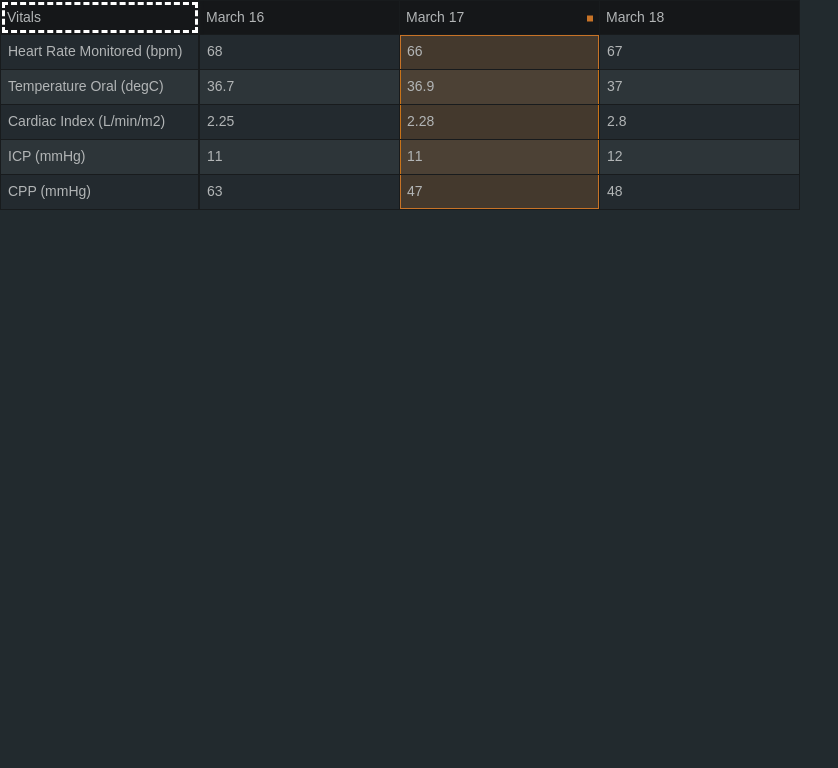 Vitals March 16 March 17 March 18
Heart Rate Monitored (bpm) 68 66 67
Temperature Oral (degC) 36.7 36.9 37
Cardiac Index (L/min/m2) 2.25 2.28 2.8
ICP (mmHg) 11 11 12
CPP (mmHg) 63 47 48